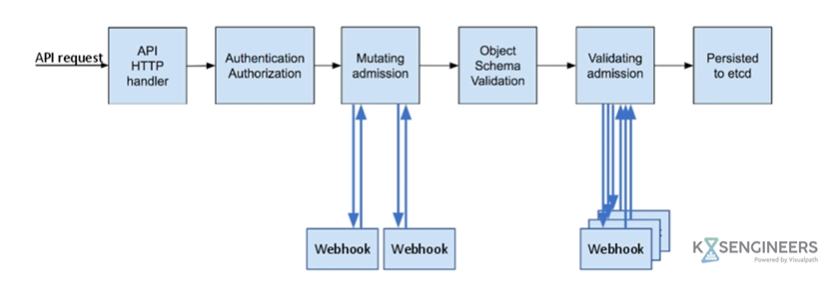 API request
API
HTTP
handler
Authentication
Authorization
Mutating
admission
Object
Schema
Validation
Validating
admission
Persisted
to etcd
Webhook
Webhook
Webhook
K8SENGINEERS
Powered by Visualpath